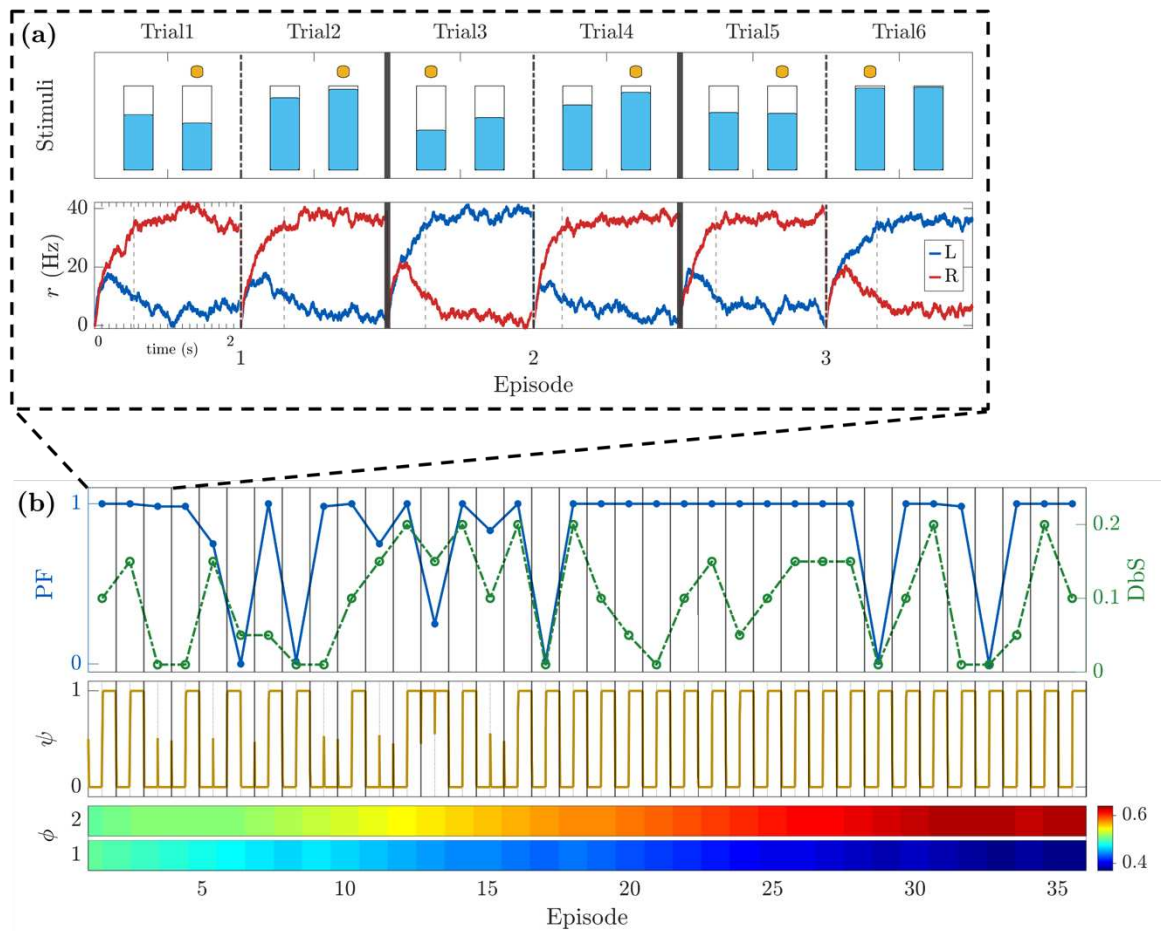 (a)
Trial1 Trial2 Trial3 Trial4 Trial5 Trial6
Stimuli
r (Hz)
40
20
0
L
R
0 time (s) 2
1 2 3
Episode
(b)
PF
1
0
DbS
0.2
0.1
0
ψ
1
0
ϕ
2
1
0.6
0.4
5 10 15 20 25 30 35
Episode